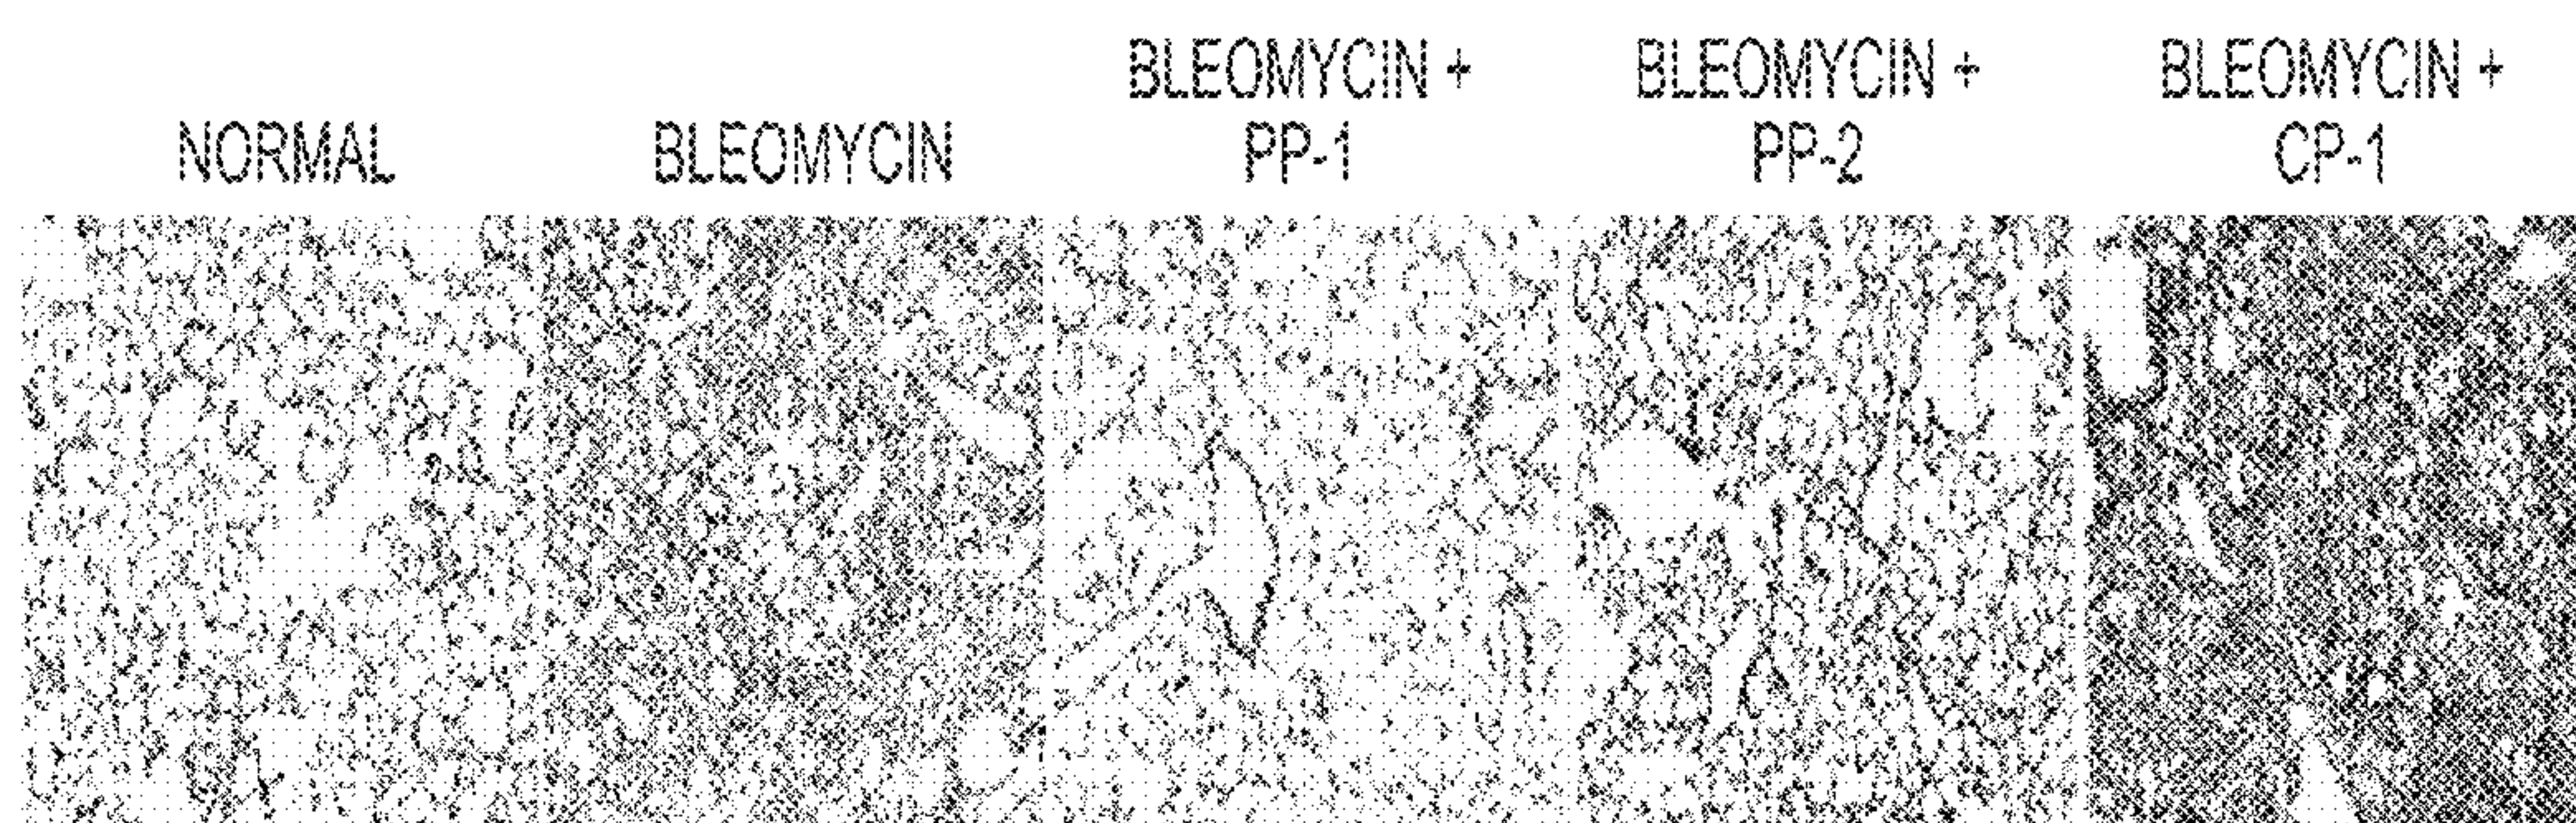 NORMAL
BLEOMYCIN
BLEOMYCIN +
PP-1
BLEOMYCIN +
PP-2
BLEOMYCIN +
CP-1